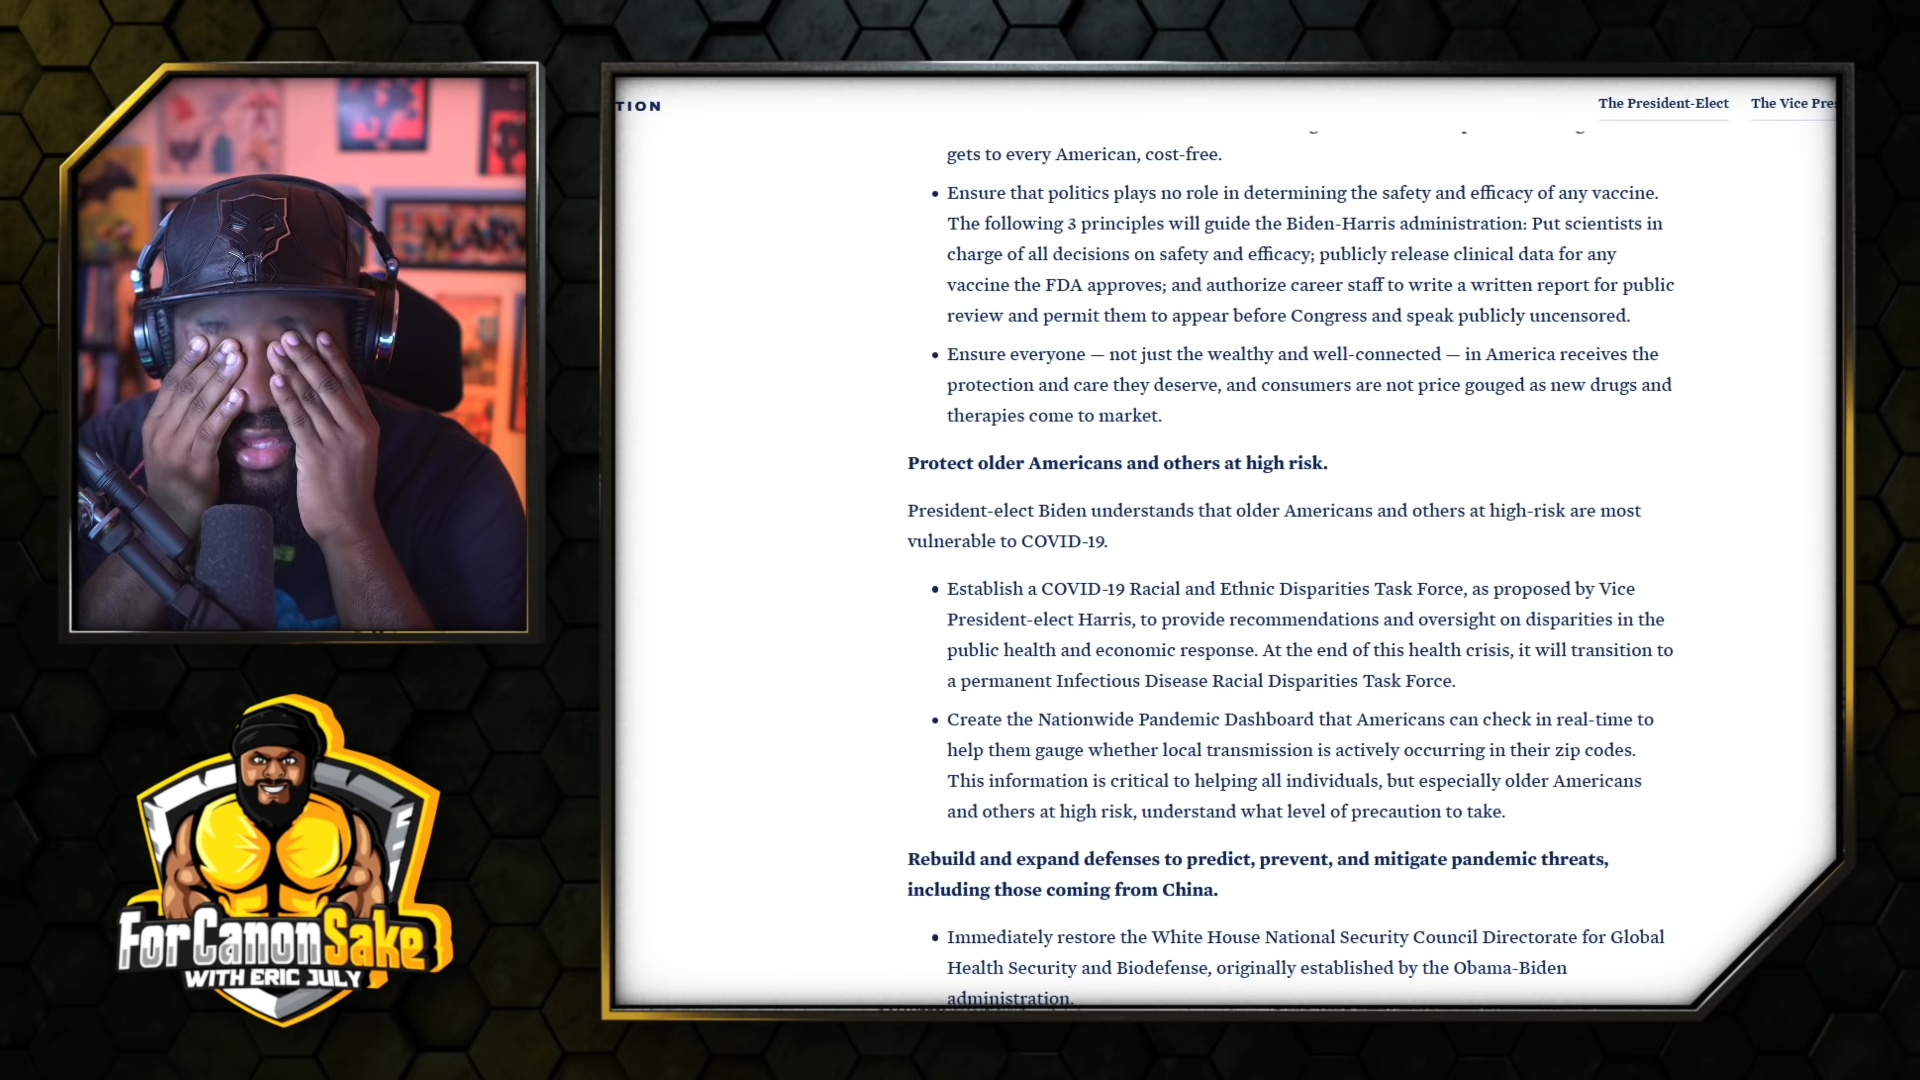 TION
The President-Elect
The Vice Pres
gets to every American, cost-free.
• Ensure that politics plays no role in determining the safety and efficacy of any vaccine.
The following 3 principles will guide the Biden-Harris administration: Put scientists in
charge of all decisions on safety and efficacy; publicly release clinical data for any
vaccine the FDA approves; and authorize career staff to write a written report for public
review and permit them to appear before Congress and speak publicly uncensored.
• Ensure everyone — not just the wealthy and well-connected — in America receives the
protection and care they deserve, and consumers are not price gouged as new drugs and
therapies come to market.
Protect older Americans and others at high risk.
President-elect Biden understands that older Americans and others at high-risk are most
vulnerable to COVID-19.
• Establish a COVID-19 Racial and Ethnic Disparities Task Force, as proposed by Vice
President-elect Harris, to provide recommendations and oversight on disparities in the
public health and economic response. At the end of this health crisis, it will transition to
a permanent Infectious Disease Racial Disparities Task Force.
• Create the Nationwide Pandemic Dashboard that Americans can check in real-time to
help them gauge whether local transmission is actively occurring in their zip codes.
This information is critical to helping all individuals, but especially older Americans
and others at high risk, understand what level of precaution to take.
Rebuild and expand defenses to predict, prevent, and mitigate pandemic threats,
including those coming from China.
• Immediately restore the White House National Security Council Directorate for Global
Health Security and Biodefense, originally established by the Obama-Biden
administration.
ForCanonSake
WITH ERIC JULY